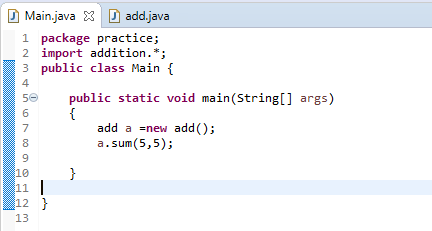 Main.java add.java
1 package practice;
2 import addition.*;
3 public class Main {
4
5 public static void main(String[] args)
6 {
7 add a =new add();
8 a.sum(5,5);
9
10 }
11
12 }
13